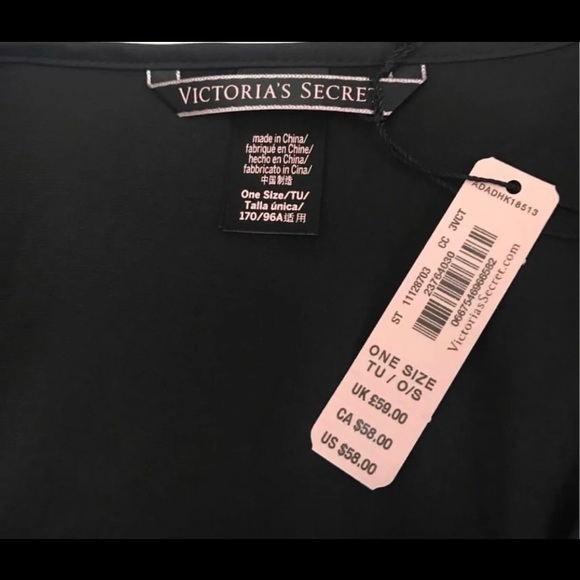 VICTORIA'S SECRET
made in China/
fabriqué en Chine/
hecho en China/
fabbricato in Cina/
中国制造
One Size/TU/
Talla única/
170/96A适用
ADADHK18513
ST 11128703 CC 3VCT
23764030
0667546966582
VictoriasSecret.com
ONE SIZE
TU / O/S
UK £59.00
CA $58.00
US $58.00